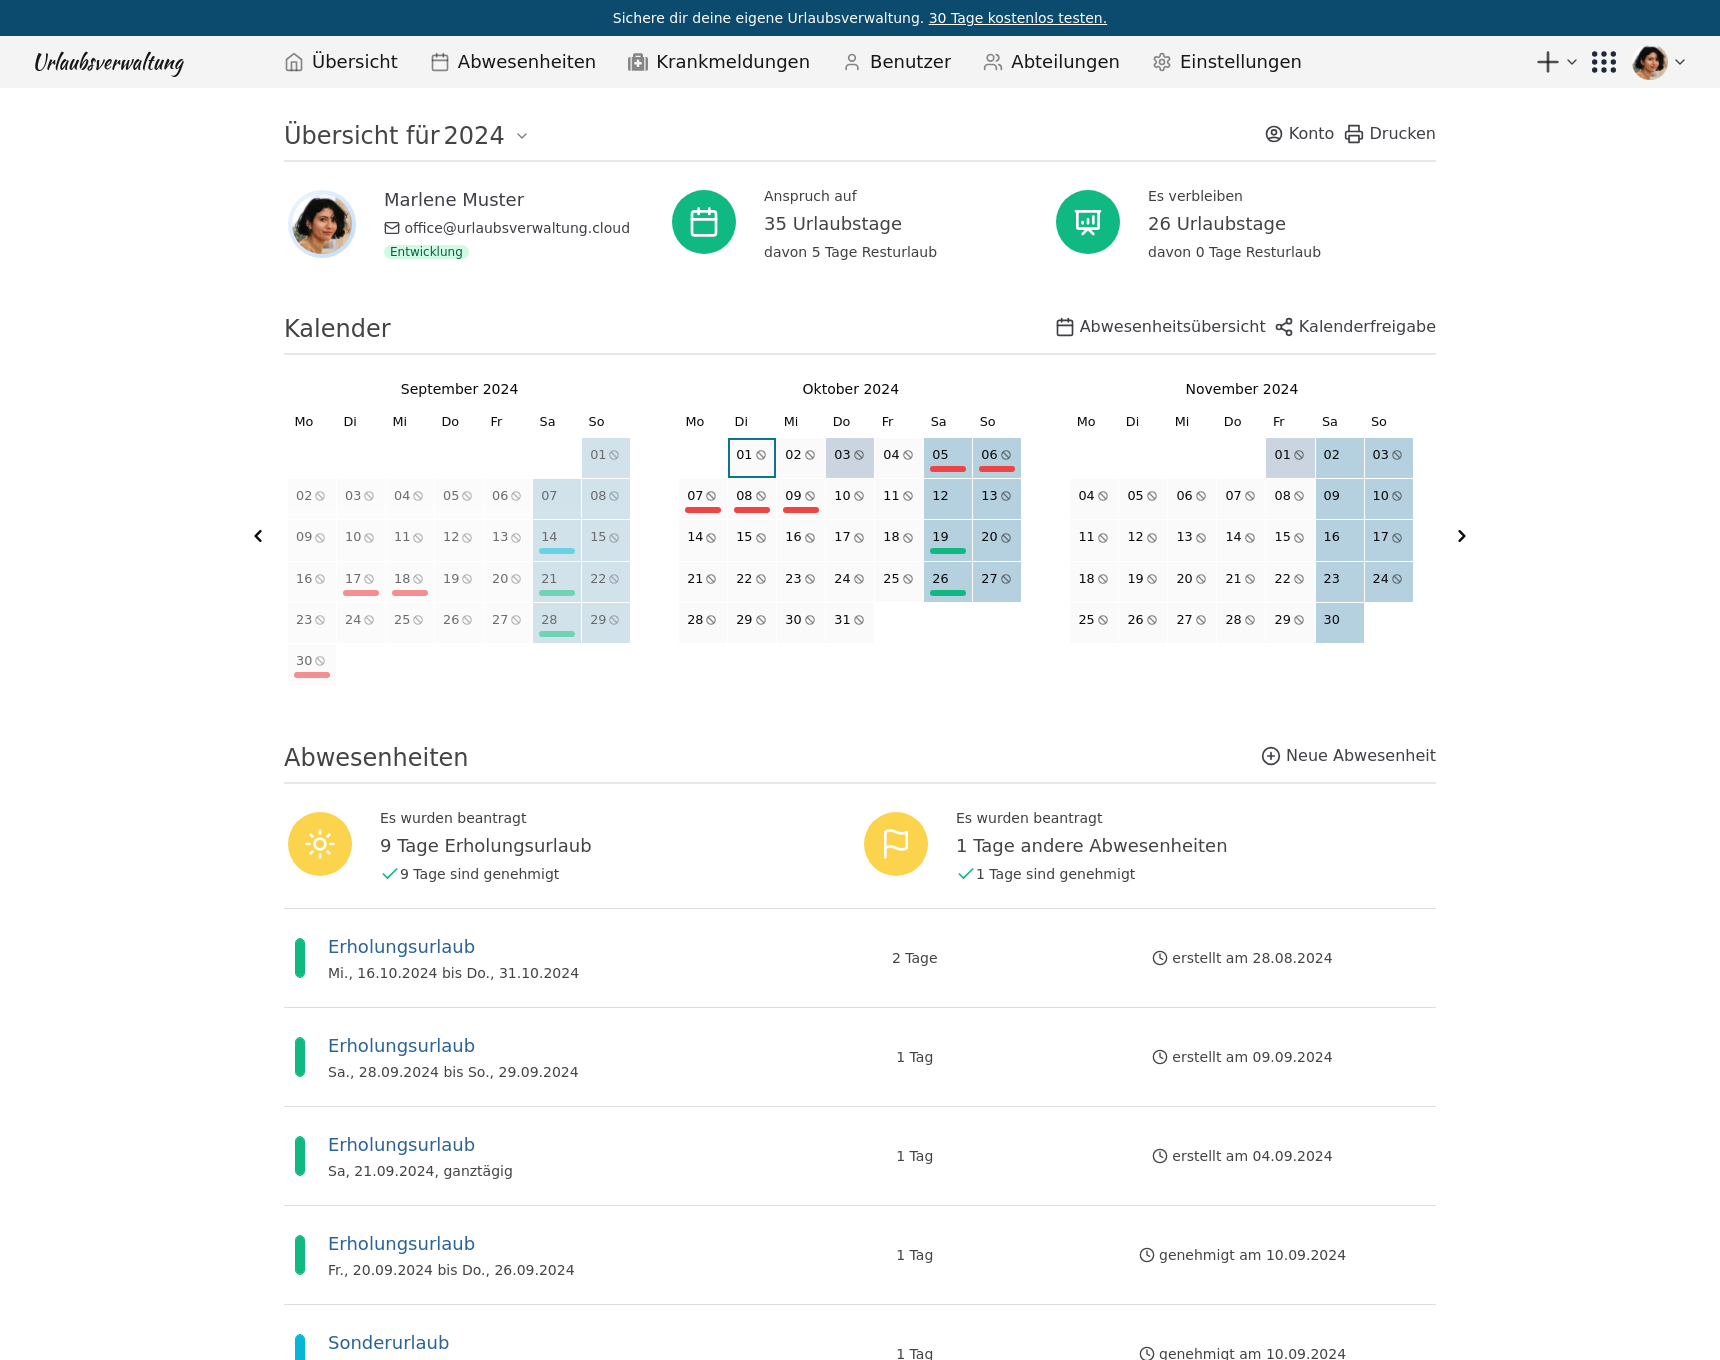 Sichere dir deine eigene Urlaubsverwaltung. 30 Tage kostenlos testen.
Urlaubsverwaltung Übersicht Abwesenheiten Krankmeldungen Benutzer Abteilungen Einstellungen
Übersicht für 2024 Konto Drucken
Marlene Muster
office@urlaubsverwaltung.cloud
Entwicklung
Anspruch auf
35 Urlaubstage
davon 5 Tage Resturlaub
Es verbleiben
26 Urlaubstage
davon 0 Tage Resturlaub
Kalender Abwesenheitsübersicht Kalenderfreigabe
September 2024
Mo Di Mi Do Fr Sa So
01
02 03 04 05 06 07 08
09 10 11 12 13 14 15
16 17 18 19 20 21 22
23 24 25 26 27 28 29
30
Oktober 2024
Mo Di Mi Do Fr Sa So
01 02 03 04 05 06
07 08 09 10 11 12 13
14 15 16 17 18 19 20
21 22 23 24 25 26 27
28 29 30 31
November 2024
Mo Di Mi Do Fr Sa So
01 02 03
04 05 06 07 08 09 10
11 12 13 14 15 16 17
18 19 20 21 22 23 24
25 26 27 28 29 30
Abwesenheiten Neue Abwesenheit
Es wurden beantragt
9 Tage Erholungsurlaub
9 Tage sind genehmigt
Es wurden beantragt
1 Tage andere Abwesenheiten
1 Tage sind genehmigt
Erholungsurlaub
Mi., 16.10.2024 bis Do., 31.10.2024
2 Tage
erstellt am 28.08.2024
Erholungsurlaub
Sa., 28.09.2024 bis So., 29.09.2024
1 Tag
erstellt am 09.09.2024
Erholungsurlaub
Sa, 21.09.2024, ganztägig
1 Tag
erstellt am 04.09.2024
Erholungsurlaub
Fr., 20.09.2024 bis Do., 26.09.2024
1 Tag
genehmigt am 10.09.2024
Sonderurlaub
1 Tag
genehmigt am 10.09.2024